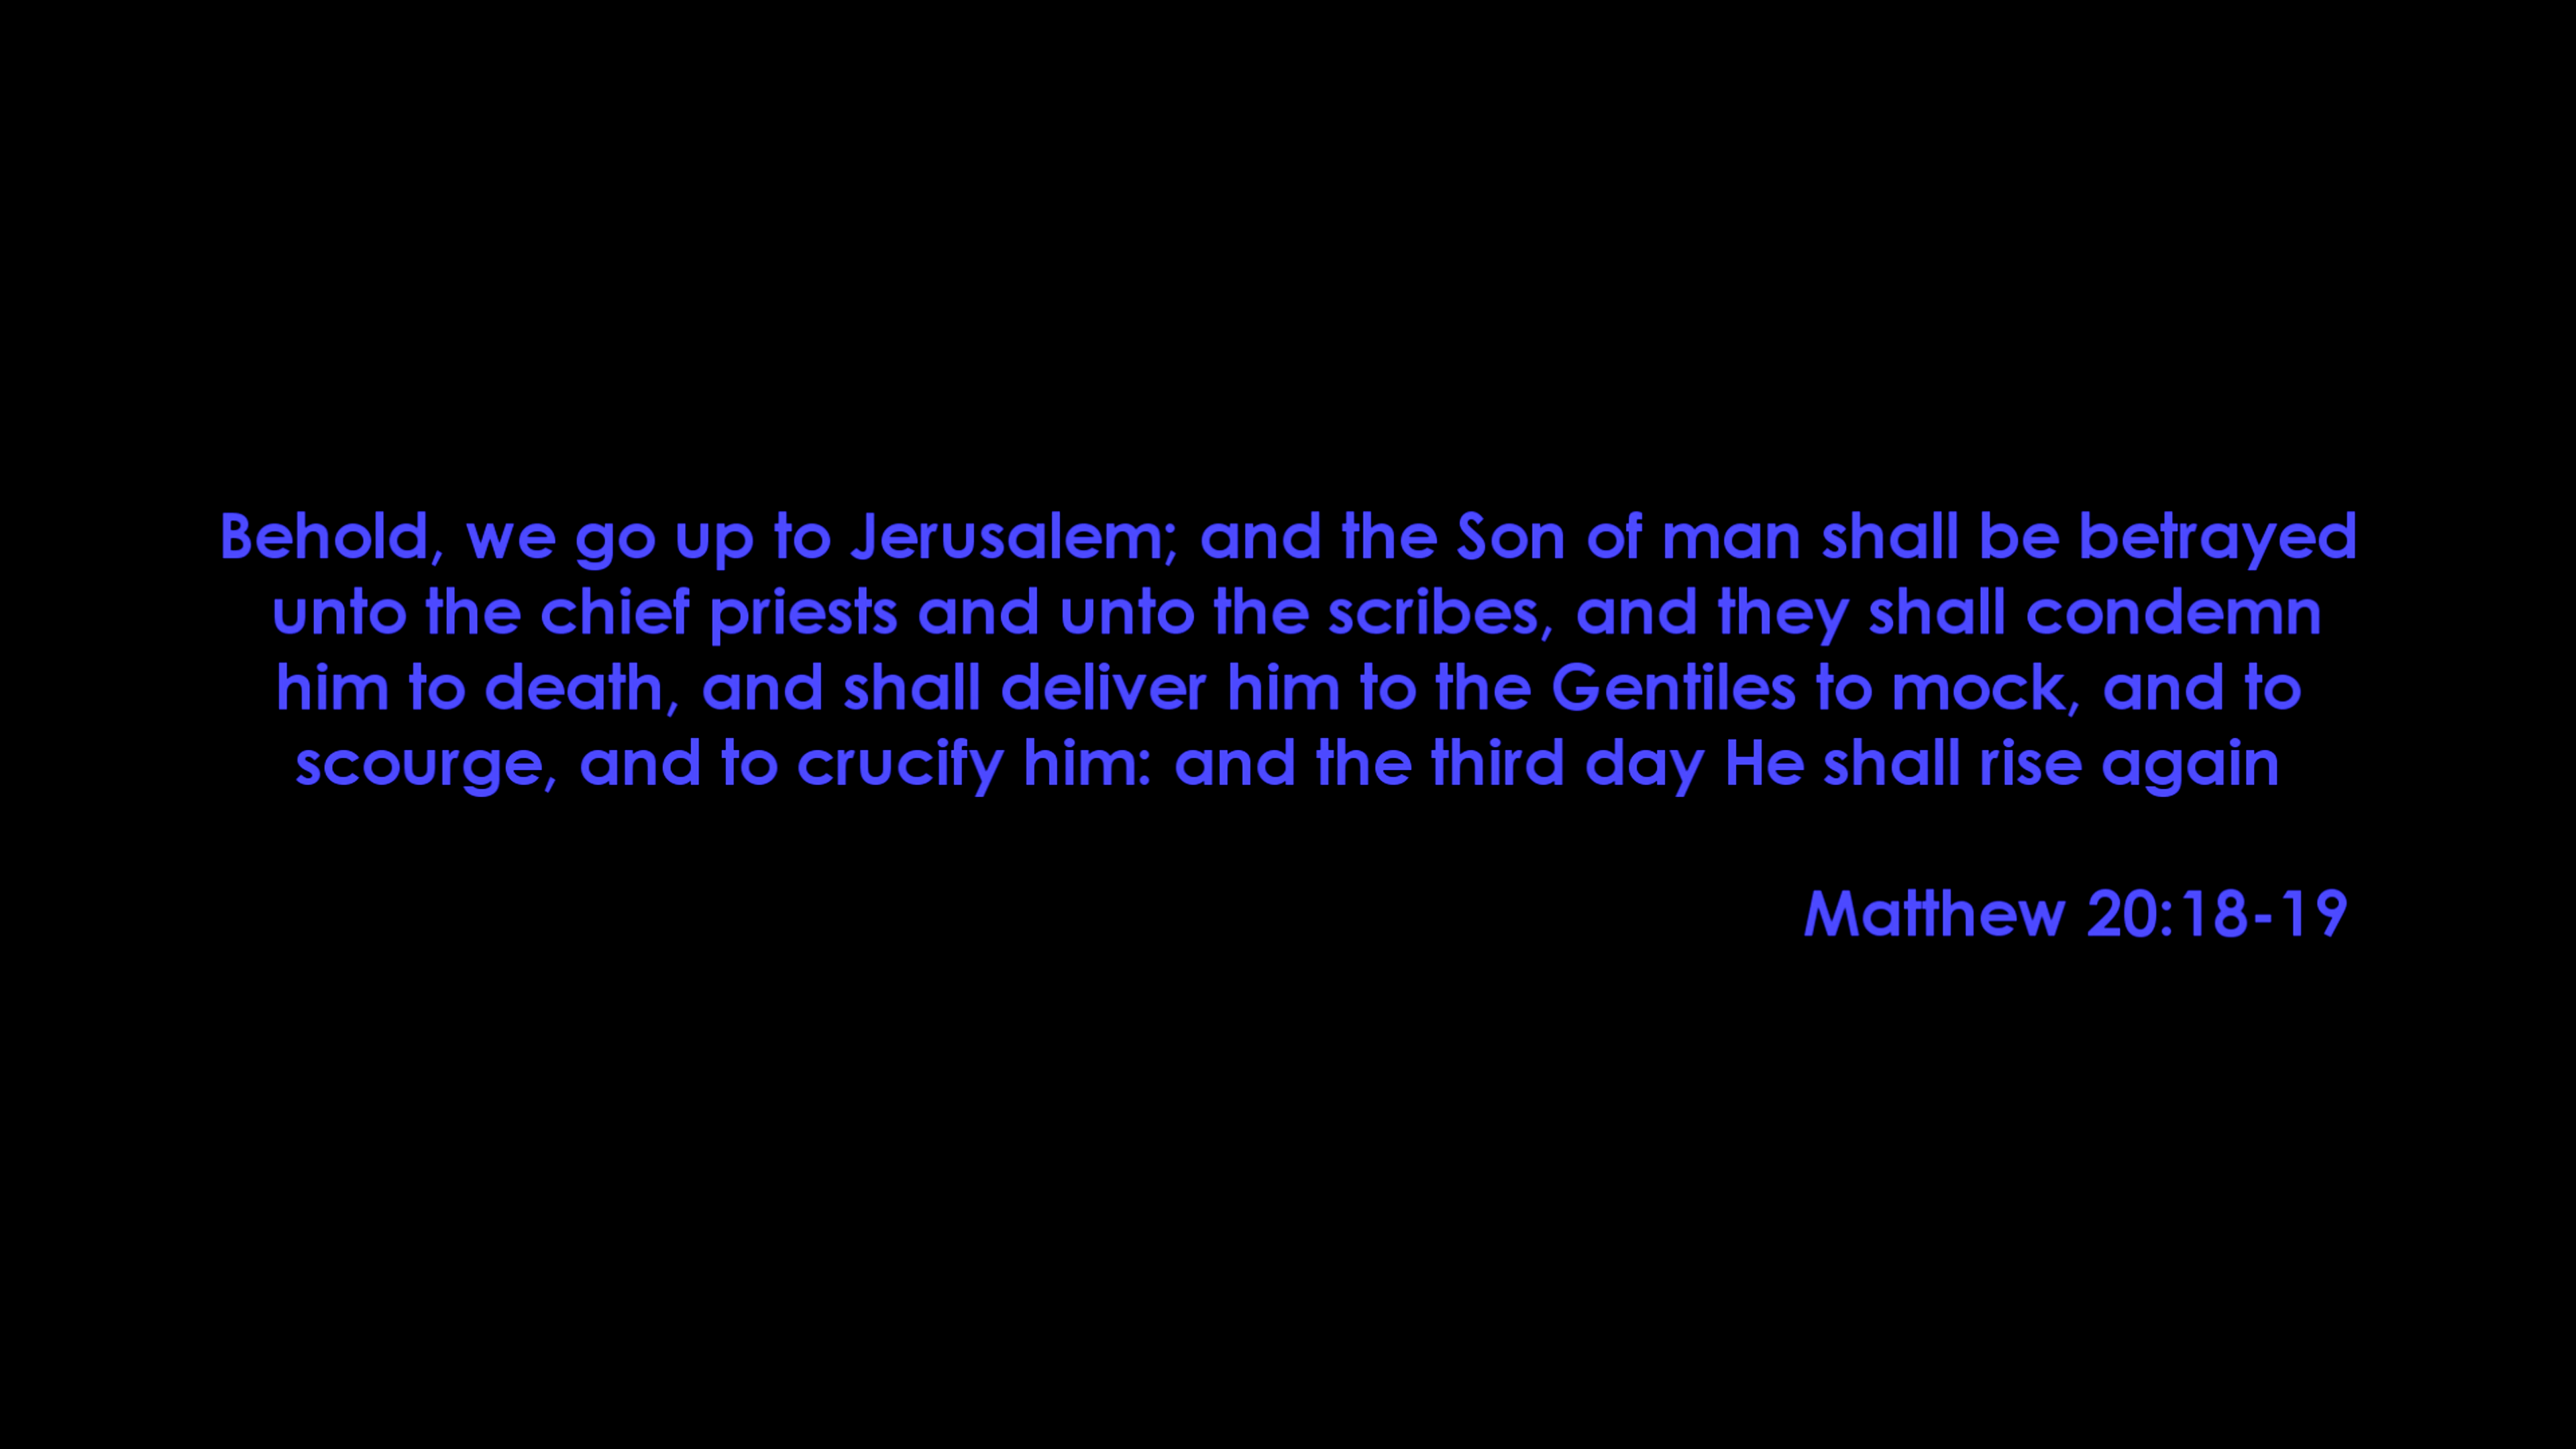 Behold, we go up to Jerusalem; and the Son of man shall be betrayed
unto the chief priests and unto the scribes, and they shall condemn
him to death, and shall deliver him to the Gentiles to mock, and to
scourge, and to crucify him: and the third day He shall rise again
Matthew 20:18-19